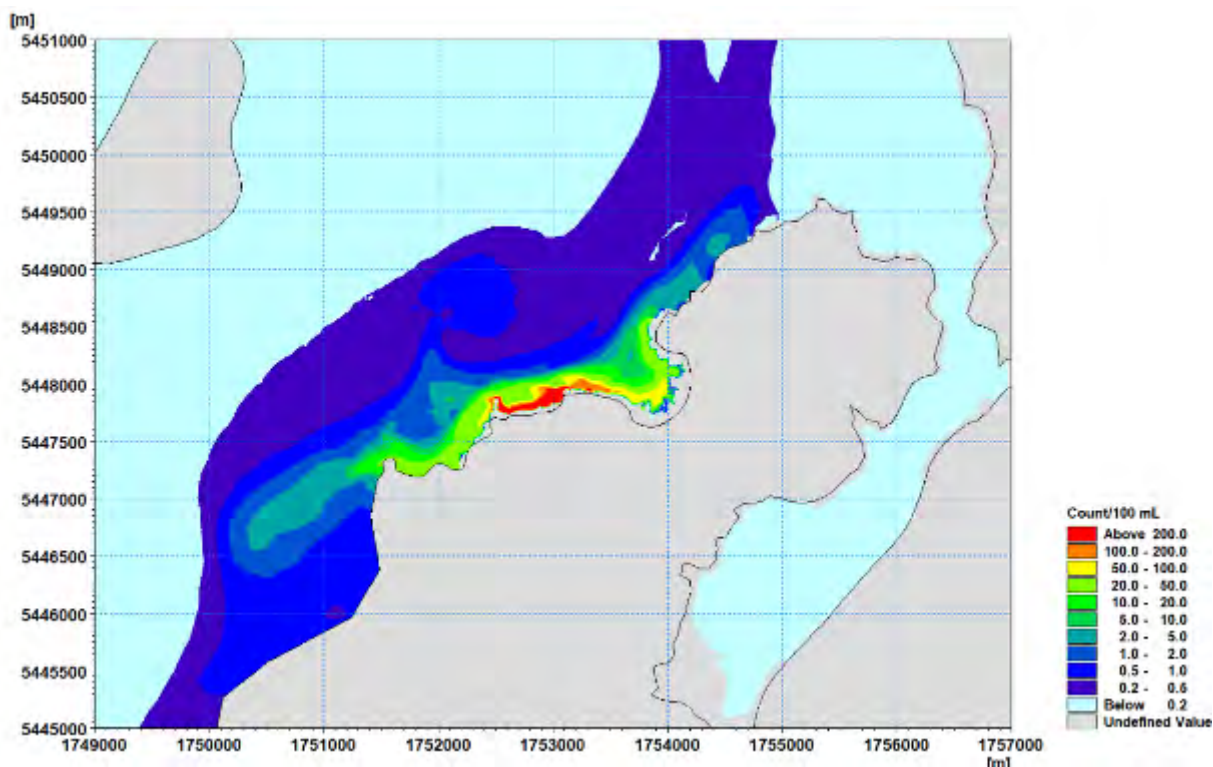 [m]
5451000
5450500
5450000
5449500
5449000
5448500
5448000
5447500
5447000
5446500
5446000
5445500
5445000
1749000 1750000 1751000 1752000 1753000 1754000 1755000 1756000 1757000
[m]
Count/100 mL
Above 200.0
100.0 - 200.0
50.0 - 100.0
20.0 - 50.0
10.0 - 20.0
5.0 - 10.0
2.0 - 5.0
1.0 - 2.0
0.5 - 1.0
0.2 - 0.5
Below 0.2
Undefined Value